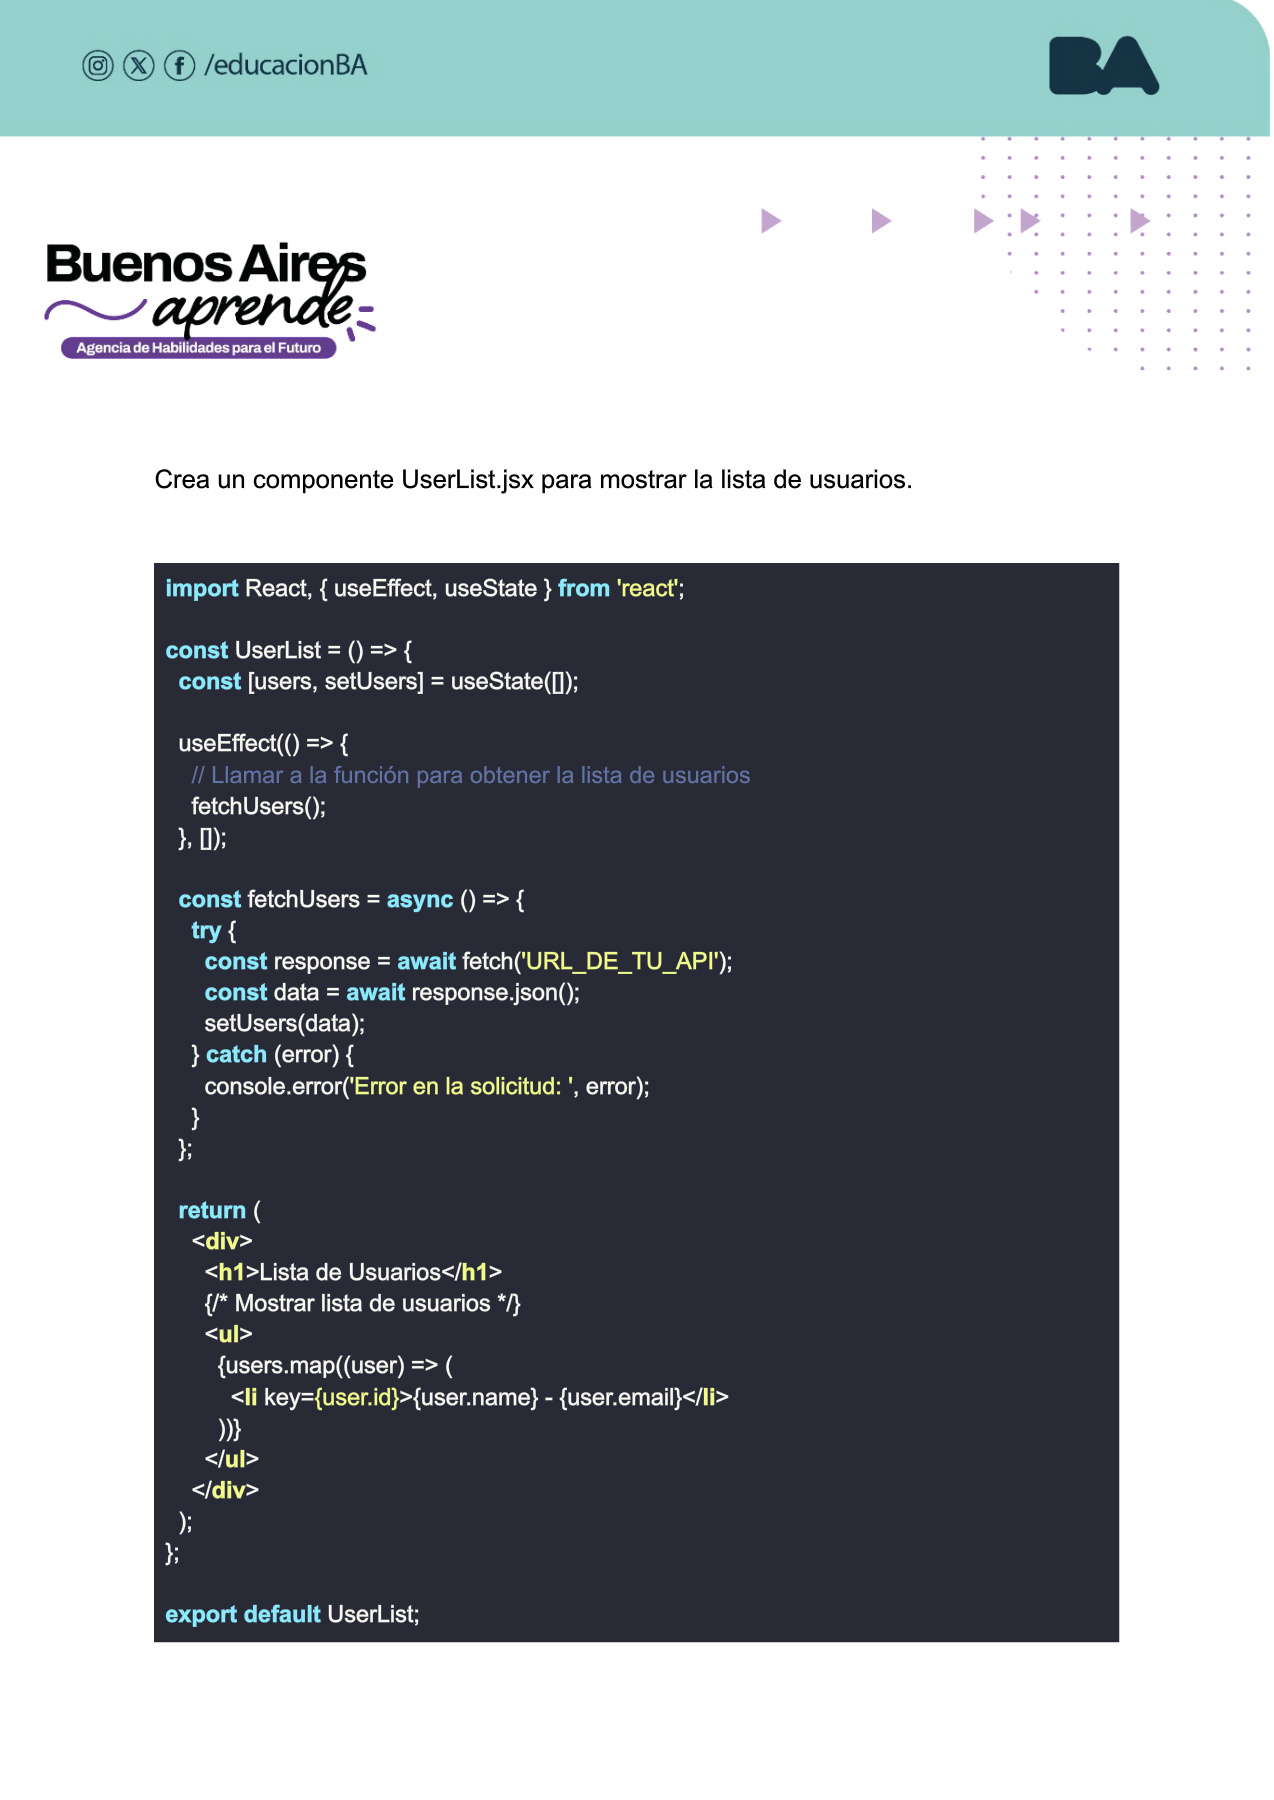 /educacionBA
BA
Buenos Aires
aprende
Agencia de Habilidades para el Futuro
Crea un componente UserList.jsx para mostrar la lista de usuarios.
import React, { useEffect, useState } from 'react';
const UserList = () => {
const [users, setUsers] = useState([]);
useEffect(() => {
// Llamar a la función para obtener la lista de usuarios
fetchUsers();
}, []);
const fetchUsers = async () => {
try {
const response = await fetch('URL_DE_TU_API');
const data = await response.json();
setUsers(data);
} catch (error) {
console.error('Error en la solicitud: ', error);
}
};
return (
<div>
<h1>Lista de Usuarios</h1>
{/* Mostrar lista de usuarios */}
<ul>
{users.map((user) => (
<li key={user.id}>{user.name} - {user.email}</li>
))}
</ul>
</div>
);
};
export default UserList;